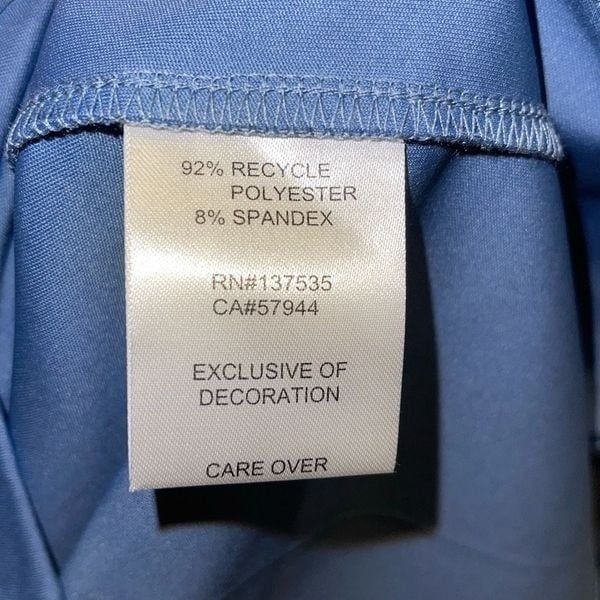 92% RECYCLE
POLYESTER
8% SPANDEX
RN#137535
CA#57944
EXCLUSIVE OF
DECORATION
CARE OVER